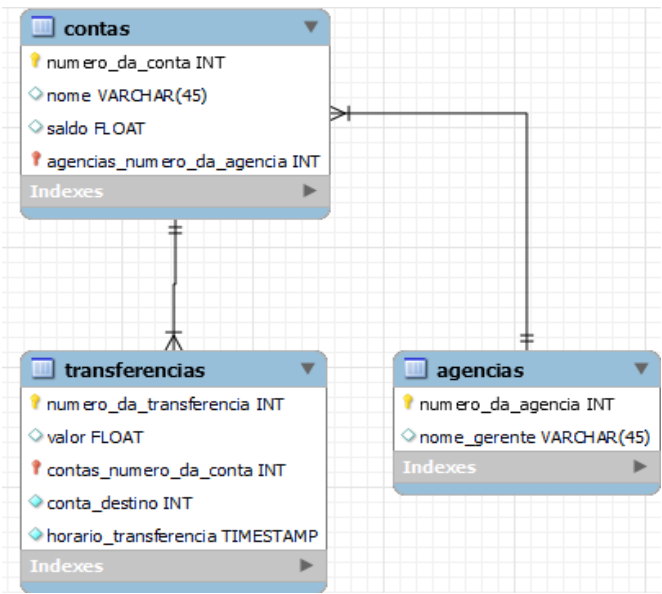 contas
numero_da_conta INT
nome VARCHAR(45)
saldo FLOAT
agencias_numero_da_agencia INT
Indexes
transferencias
numero_da_transferencia INT
valor FLOAT
contas_numero_da_conta INT
conta_destino INT
horario_transferencia TIMESTAMP
Indexes
agencias
numero_da_agencia INT
nome_gerente VARCHAR(45)
Indexes